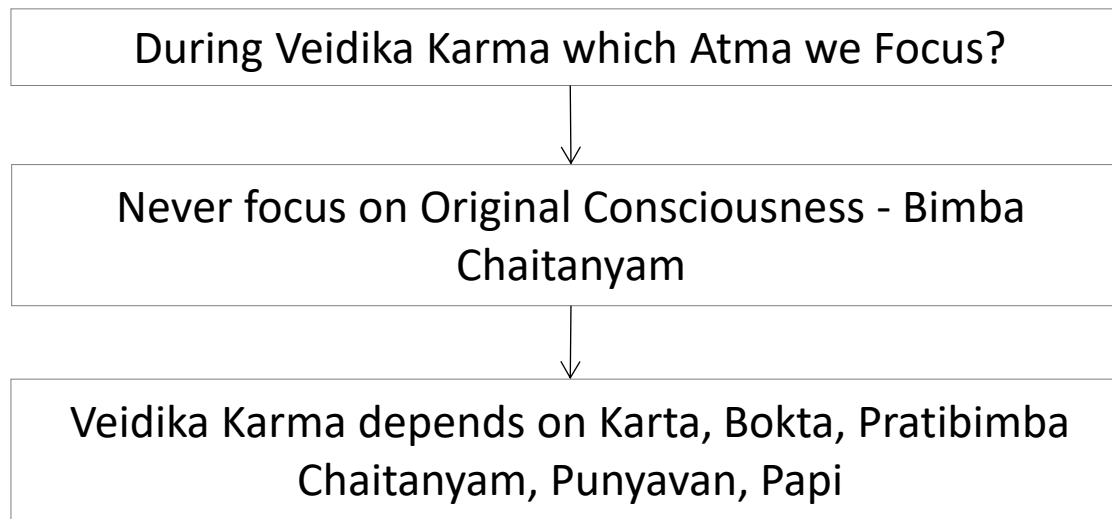 During Veidika Karma which Atma we Focus?
Never focus on Original Consciousness - Bimba
Chaitanyam
Veidika Karma depends on Karta, Bokta, Pratibimba
Chaitanyam, Punyavan, Papi